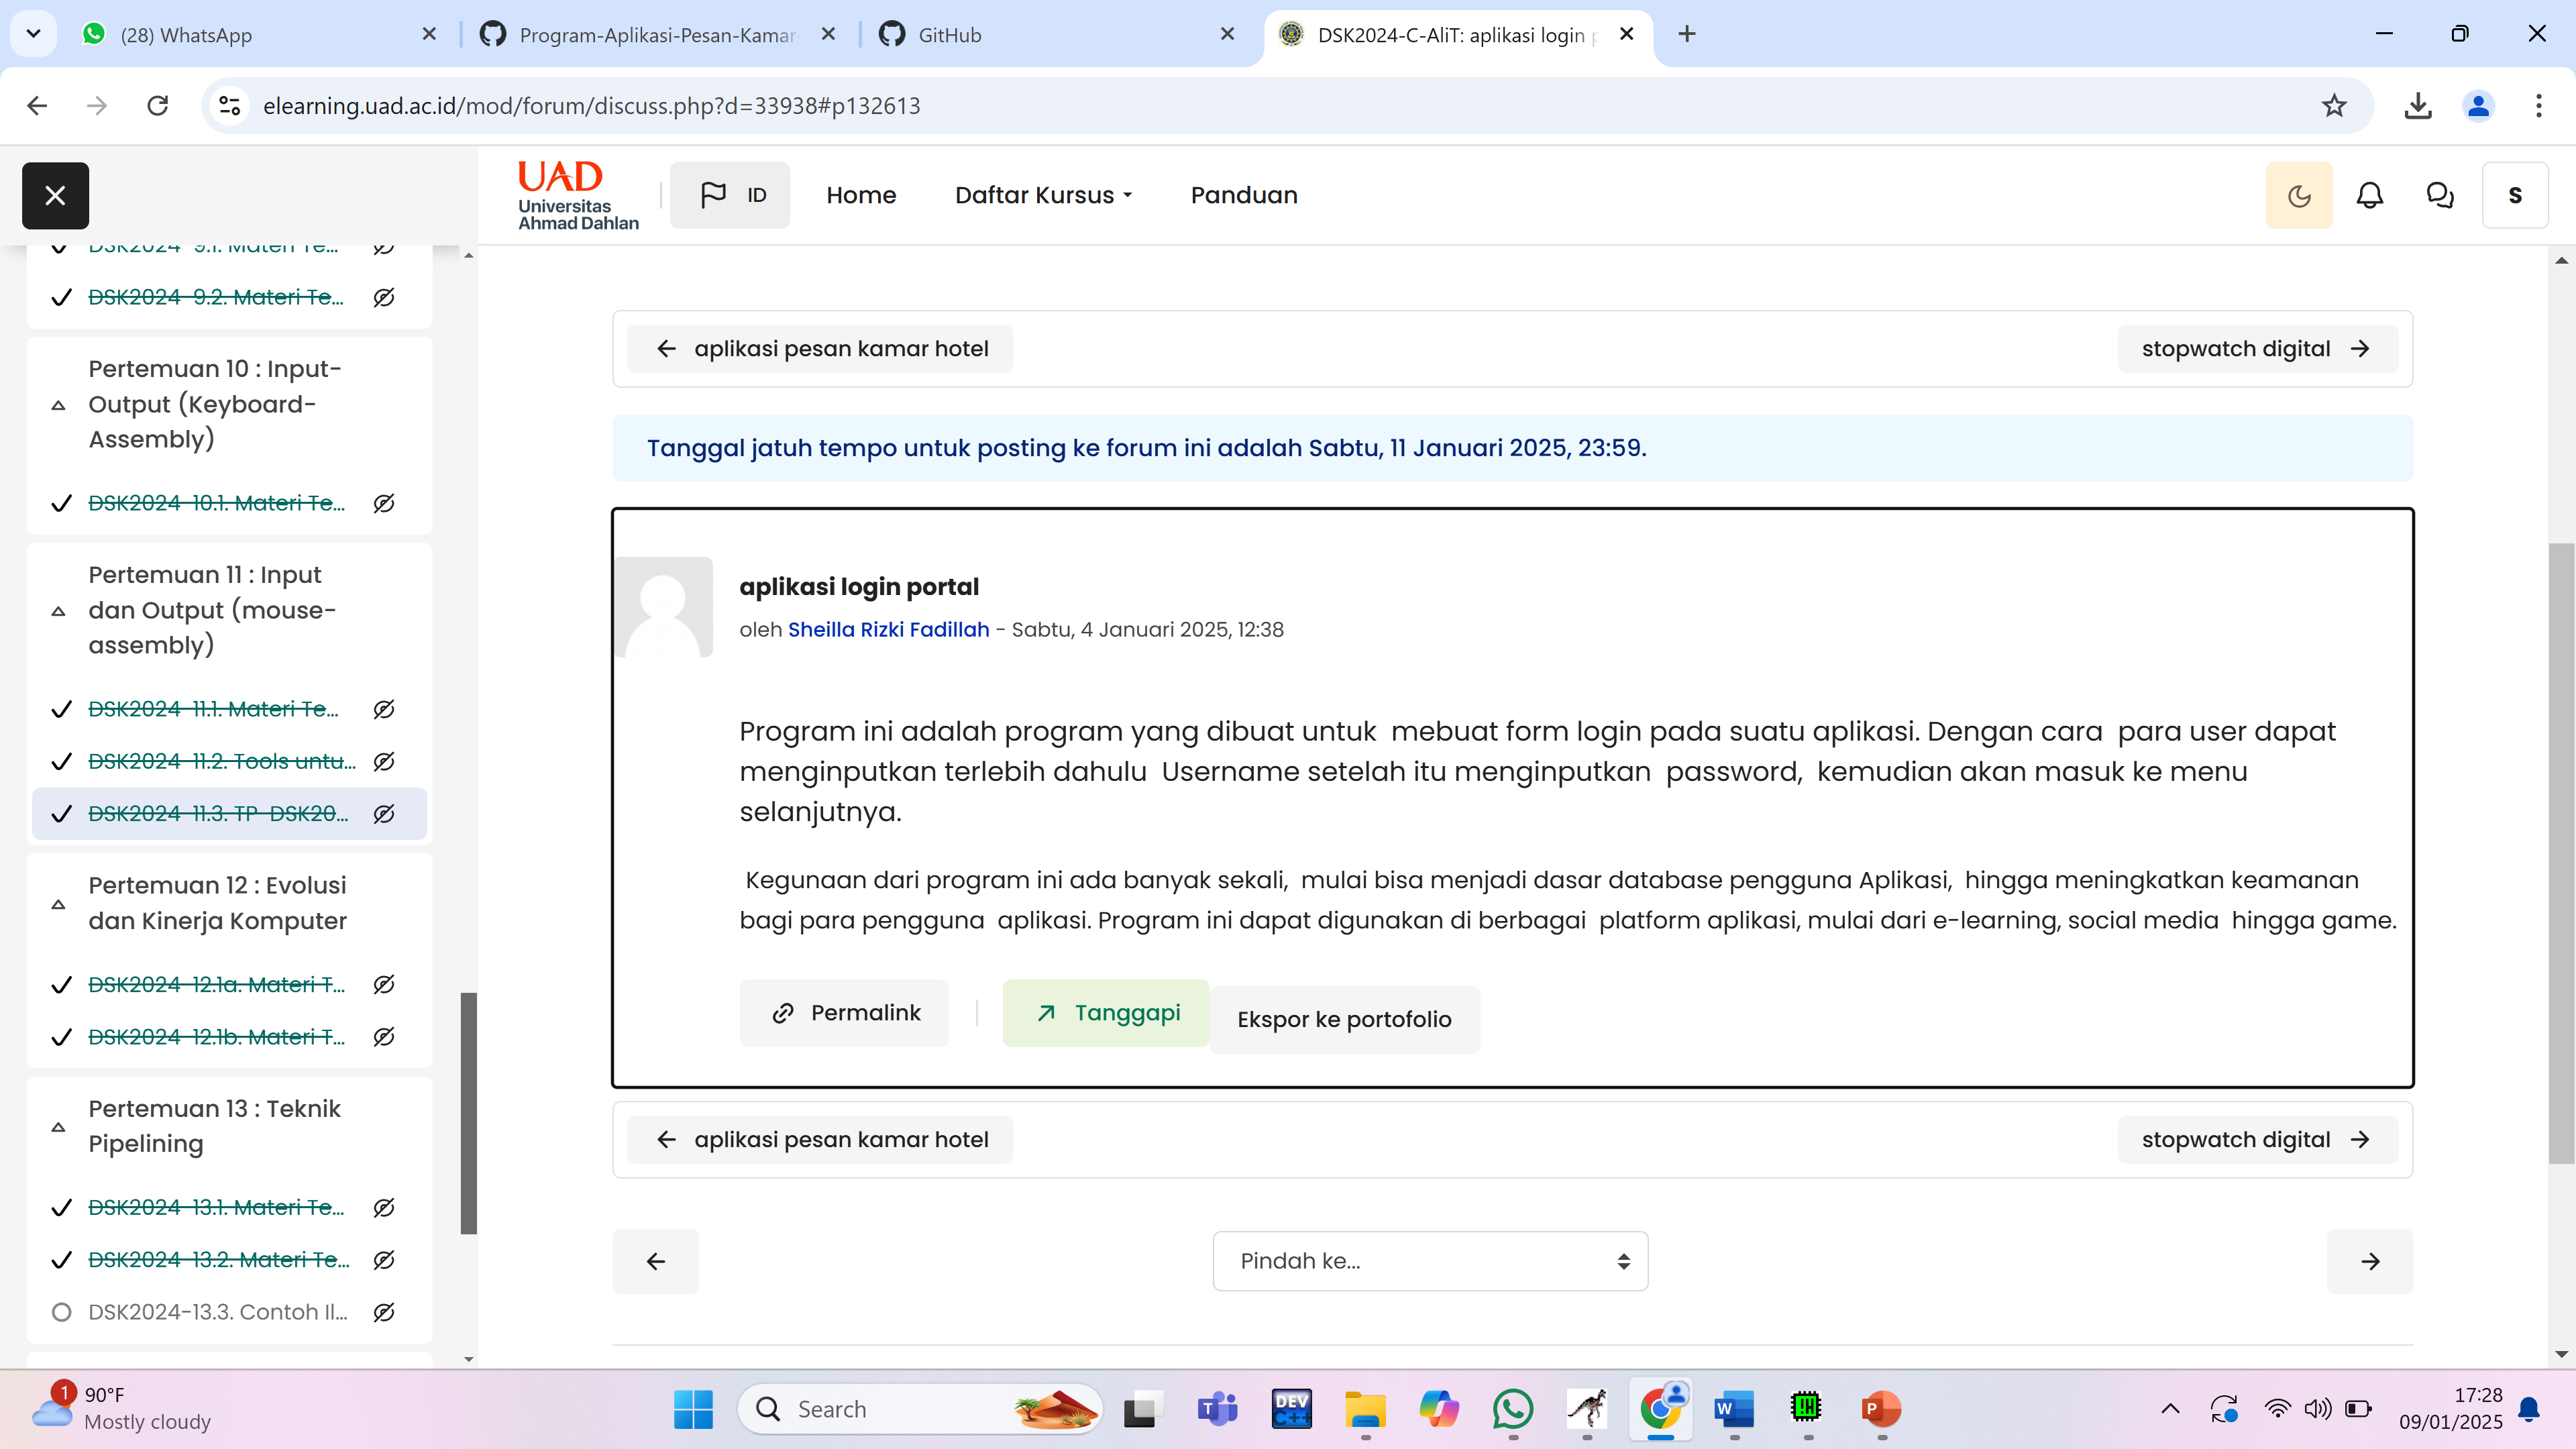 (28) WhatsApp
Program-Aplikasi-Pesan-Kamar-
GitHub
DSK2024-C-AliT: aplikasi login p
elearning.uad.ac.id/mod/forum/discuss.php?d=33938#p132613
UAD
Universitas
Ahmad Dahlan
ID
Home
Daftar Kursus
Panduan
S
DSK2024-9.1. Materi Te...
DSK2024-9.2. Materi Te...
Pertemuan 10 : Input-
Output (Keyboard-
Assembly)
DSK2024-10.1. Materi Te...
Pertemuan 11 : Input
dan Output (mouse-
assembly)
DSK2024-11.1. Materi Te...
DSK2024-11.2. Tools untu...
DSK2024-11.3. TP-DSK20...
Pertemuan 12 : Evolusi
dan Kinerja Komputer
DSK2024-12.1a. Materi T...
DSK2024-12.1b. Materi T...
Pertemuan 13 : Teknik
Pipelining
DSK2024-13.1. Materi Te...
DSK2024-13.2. Materi Te...
DSK2024-13.3. Contoh Il...
aplikasi pesan kamar hotel
stopwatch digital
Tanggal jatuh tempo untuk posting ke forum ini adalah Sabtu, 11 Januari 2025, 23:59.
aplikasi login portal
oleh Sheilla Rizki Fadillah - Sabtu, 4 Januari 2025, 12:38
Program ini adalah program yang dibuat untuk  mebuat form login pada suatu aplikasi. Dengan cara  para user dapat
menginputkan terlebih dahulu  Username setelah itu menginputkan  password,  kemudian akan masuk ke menu
selanjutnya.
Kegunaan dari program ini ada banyak sekali,  mulai bisa menjadi dasar database pengguna Aplikasi,  hingga meningkatkan keamanan
bagi para pengguna  aplikasi. Program ini dapat digunakan di berbagai  platform aplikasi, mulai dari e-learning, social media  hingga game.
Permalink
Tanggapi
Ekspor ke portofolio
aplikasi pesan kamar hotel
stopwatch digital
Pindah ke...
1
90°F
Mostly cloudy
Search
T
DEV
C++
W
P
17:28
09/01/2025